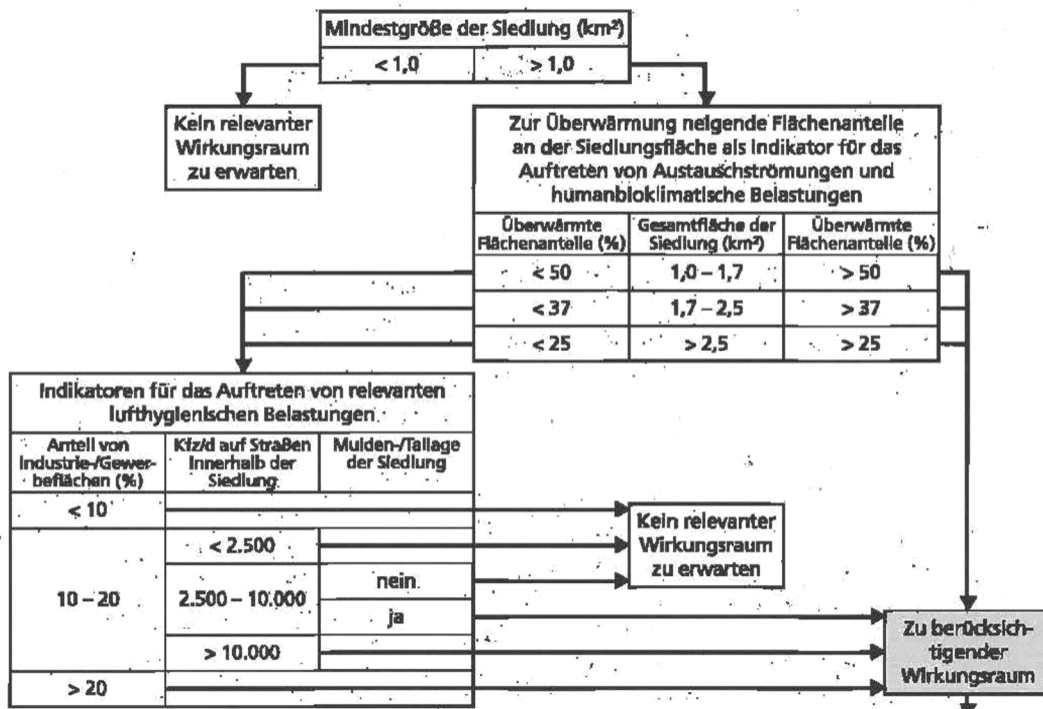 Mindestgröße der Siedlung (km²)
< 1,0 > 1,0
Kein relevanter
Wirkungsraum
zu erwarten
Zur Überwärmung neigende Flächenanteile
an der Siedlungsfläche als Indikator für das
Auftreten von Austauschströmungen und
humanbioklimatische Belastungen
Überwärmte
Flächenanteile (%)
Gesamtfläche der
Siedlung (km²)
Überwärmte
Flächenanteile (%)
< 50 1,0 – 1,7 > 50
< 37 1,7 – 2,5 > 37
< 25 > 2,5 > 25
Indikatoren für das Auftreten von relevanten
lufthygienischen Belastungen
Anteil von
Industrie-/Gewer-
beflächen (%)
Kfz/d auf Straßen
innerhalb der
Siedlung
Mulden-/Tallage
der Siedlung
< 10
Kein relevanter
Wirkungsraum
zu erwarten
10 – 20
< 2.500
2.500 – 10.000
nein
ja
> 10.000
> 20
Zu berücksich-
tigender
Wirkungsraum